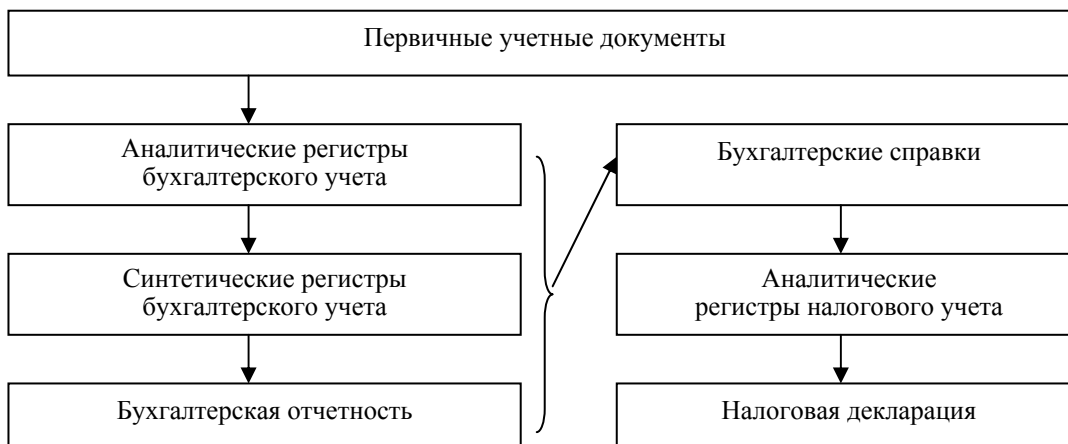 Первичные учетные документы
Аналитические регистры
бухгалтерского учета
Бухгалтерские справки
Синтетические регистры
бухгалтерского учета
Аналитические
регистры налогового учета
Бухгалтерская отчетность
Налоговая декларация